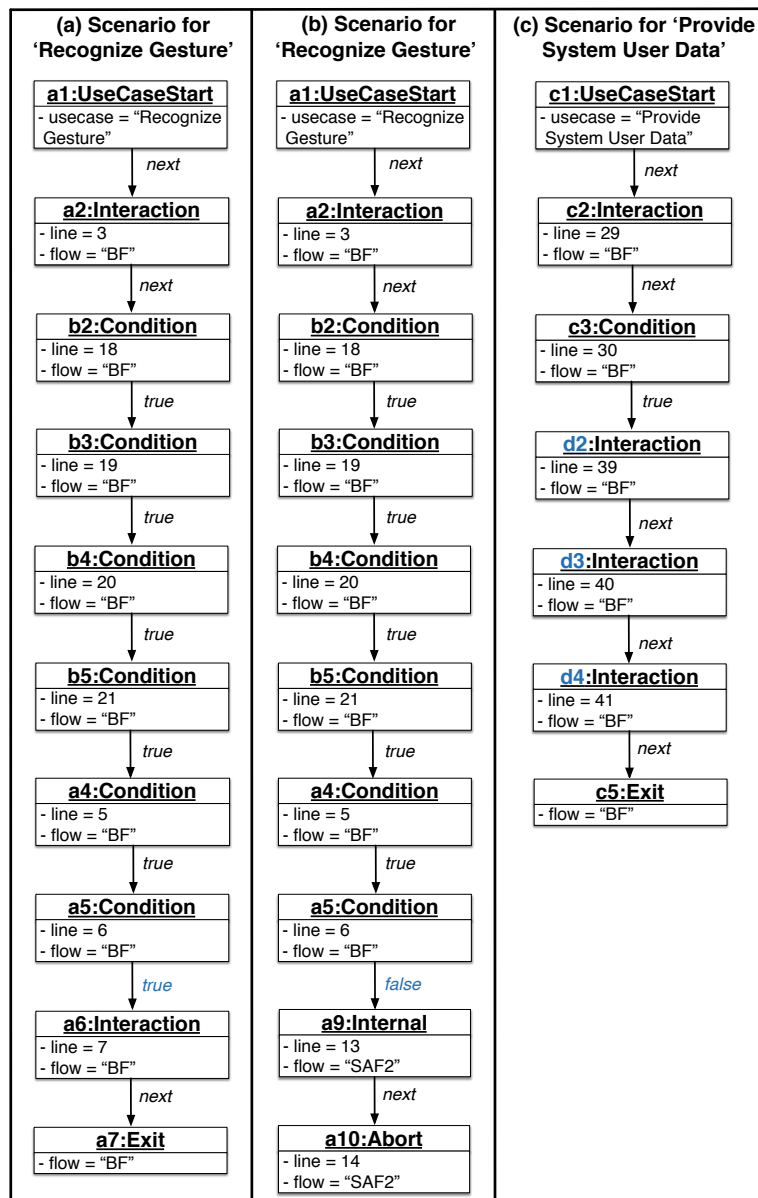 (a) Scenario for
‘Recognize Gesture’
a1:UseCaseStart
- usecase = “Recognize
Gesture”
next
a2:Interaction
- line = 3
- flow = “BF”
next
b2:Condition
- line = 18
- flow = “BF”
true
b3:Condition
- line = 19
- flow = “BF”
true
b4:Condition
- line = 20
- flow = “BF”
true
b5:Condition
- line = 21
- flow = “BF”
true
a4:Condition
- line = 5
- flow = “BF”
true
a5:Condition
- line = 6
- flow = “BF”
true
a6:Interaction
- line = 7
- flow = “BF”
next
a7:Exit
- flow = “BF”
(b) Scenario for
‘Recognize Gesture’
a1:UseCaseStart
- usecase = “Recognize
Gesture”
next
a2:Interaction
- line = 3
- flow = “BF”
next
b2:Condition
- line = 18
- flow = “BF”
true
b3:Condition
- line = 19
- flow = “BF”
true
b4:Condition
- line = 20
- flow = “BF”
true
b5:Condition
- line = 21
- flow = “BF”
true
a4:Condition
- line = 5
- flow = “BF”
true
a5:Condition
- line = 6
- flow = “BF”
false
a9:Internal
- line = 13
- flow = “SAF2”
next
a10:Abort
- line = 14
- flow = “SAF2”
(c) Scenario for ‘Provide
System User Data’
c1:UseCaseStart
- usecase = “Provide
System User Data”
next
c2:Interaction
- line = 29
- flow = “BF”
next
c3:Condition
- line = 30
- flow = “BF”
true
d2:Interaction
- line = 39
- flow = “BF”
next
d3:Interaction
- line = 40
- flow = “BF”
next
d4:Interaction
- line = 41
- flow = “BF”
next
c5:Exit
- flow = “BF”